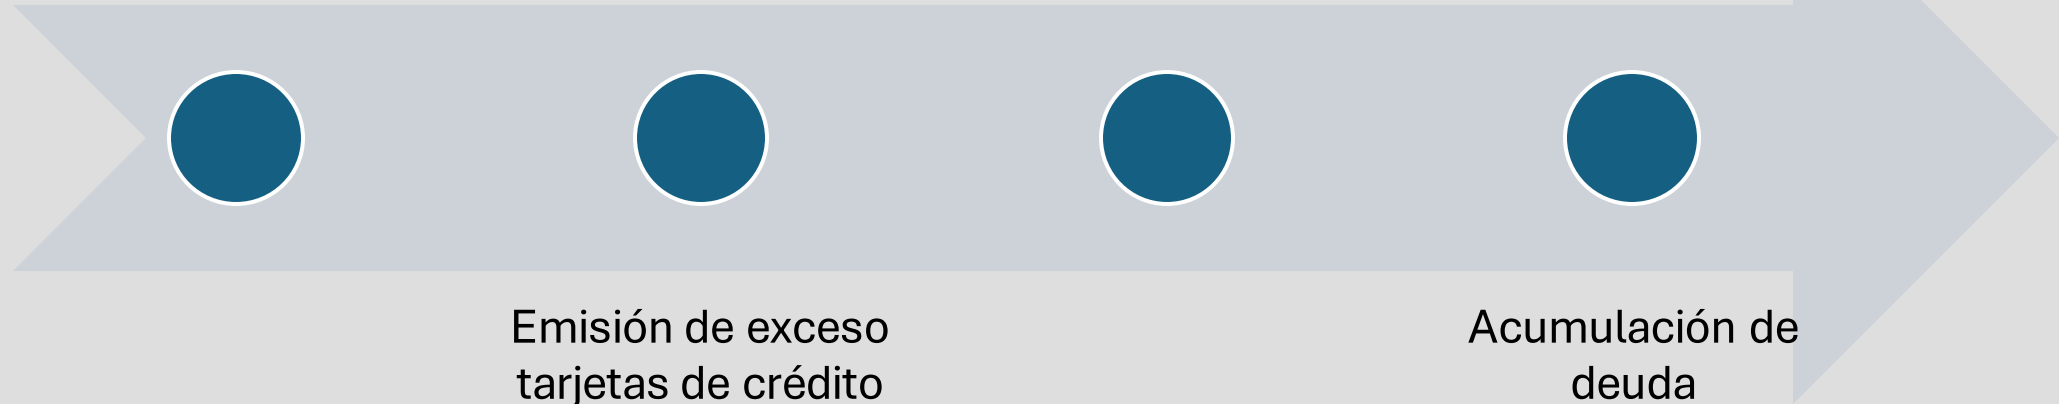 Emisión de exceso
tarjetas de crédito
Acumulación de
deuda